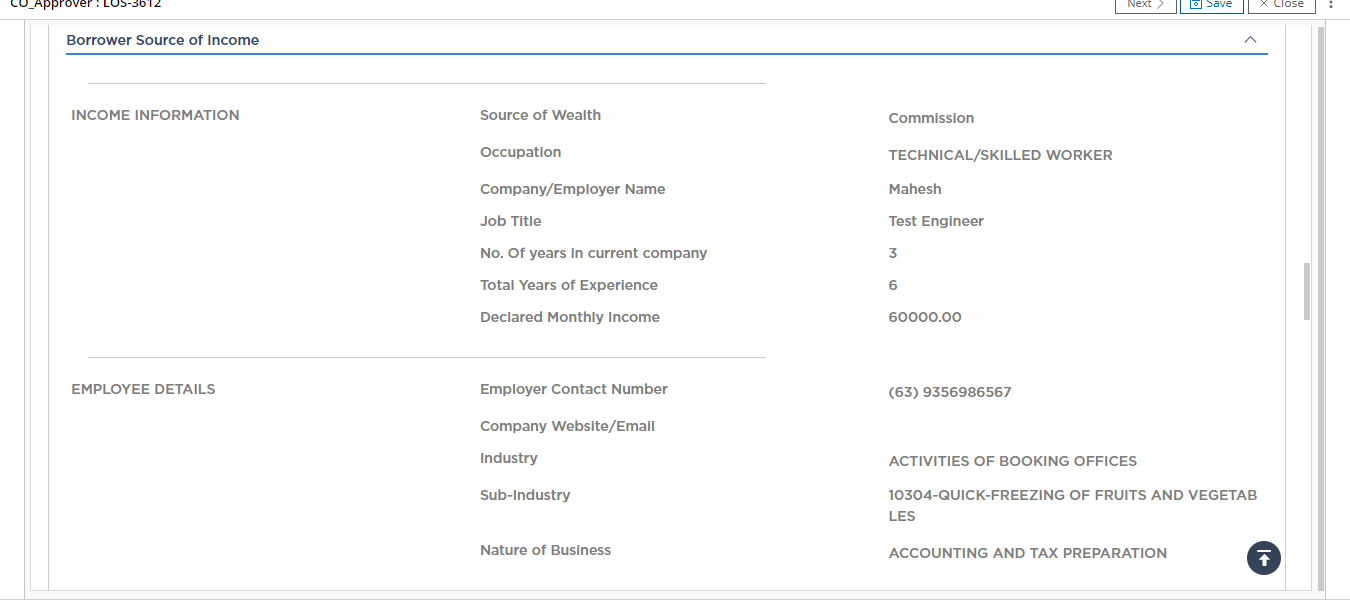 CO_Approver : LOS-3612
Next
Save
Close
Borrower Source of Income
INCOME INFORMATION
Source of Wealth
Commission
Occupation
TECHNICAL/SKILLED WORKER
Company/Employer Name
Mahesh
Job Title
Test Engineer
No. Of years in current company
3
Total Years of Experience
6
Declared Monthly Income
60000.00
EMPLOYEE DETAILS
Employer Contact Number
(63) 9356986567
Company Website/Email
Industry
ACTIVITIES OF BOOKING OFFICES
Sub-Industry
10304-QUICK-FREEZING OF FRUITS AND VEGETAB
LES
Nature of Business
ACCOUNTING AND TAX PREPARATION